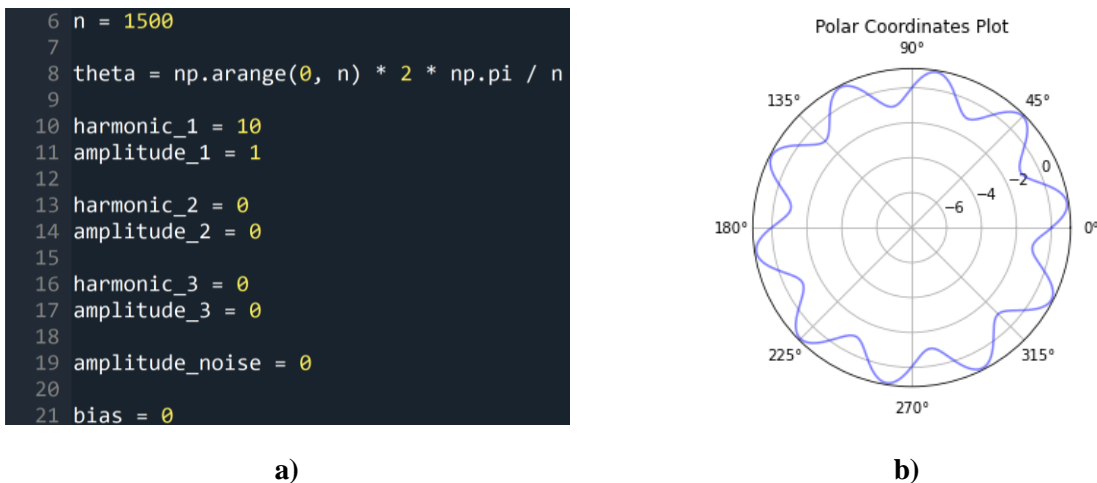 6 n = 1500
7
8 theta = np.arange(0, n) * 2 * np.pi / n
9
10 harmonic_1 = 10
11 amplitude_1 = 1
12
13 harmonic_2 = 0
14 amplitude_2 = 0
15
16 harmonic_3 = 0
17 amplitude_3 = 0
18
19 amplitude_noise = 0
20
21 bias = 0
a)
Polar Coordinates Plot
90°
135° 45°
0
−2
−4
−6
180° 0°
225° 315°
270°
b)